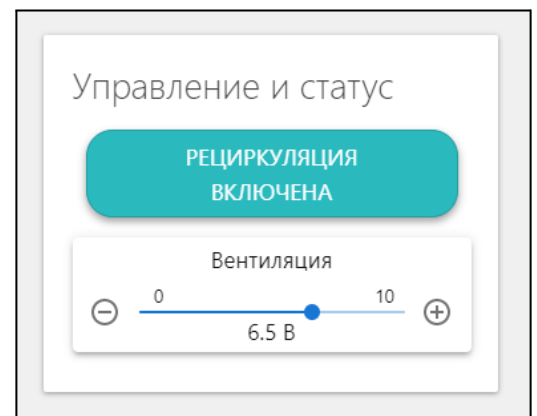 Управление и статус
РЕЦИРКУЛЯЦИЯ
ВКЛЮЧЕНА
Вентиляция
0 10
6.5 В